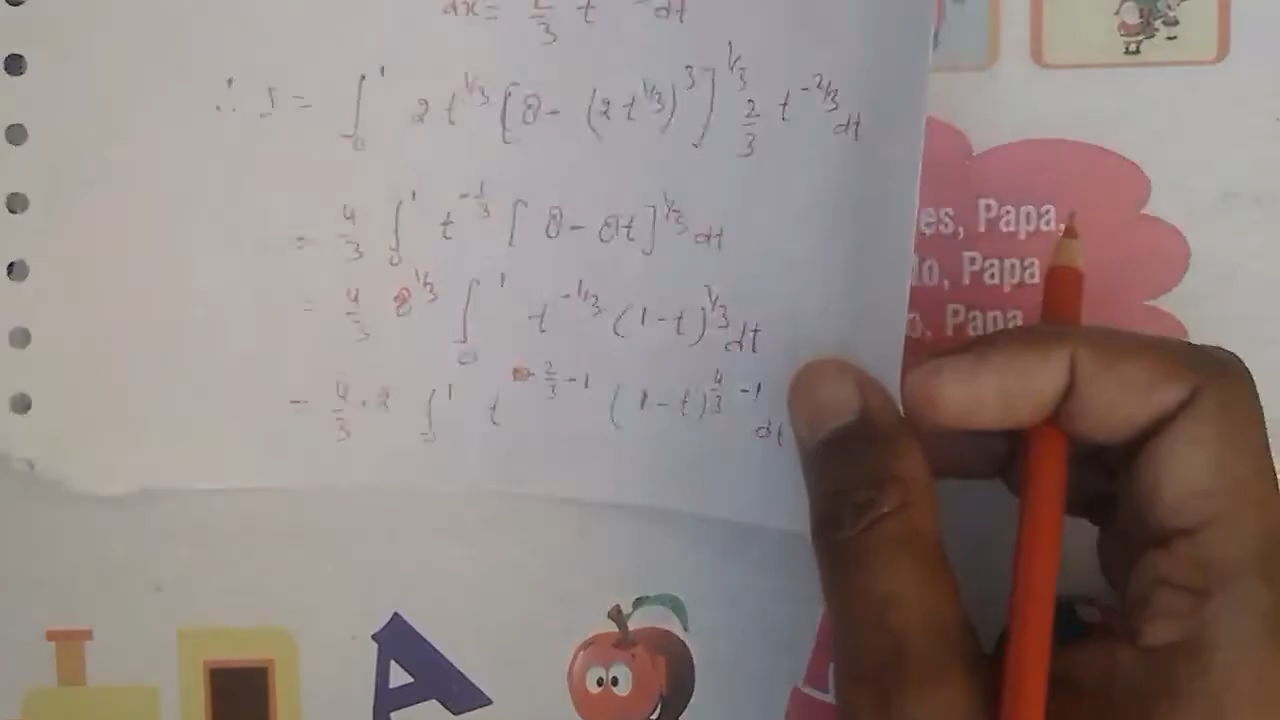 dx = 2/3 t dt
∴ I = ∫₀¹ 2 t^{1/3} [8 - (2 t^{1/3})^3]^{1/3} 2/3 t^{-2/3} dt
= 4/3 ∫₀¹ t^{-1/3} [8 - 8t]^{1/3} dt
= 4/3 8^{1/3} ∫₀¹ t^{-1/3} (1-t)^{1/3} dt
= 4/3 · 2 ∫₀¹ t^{2/3 - 1} (1-t)^{4/3 - 1} dt
es, Papa,
o, Papa
Papa
A